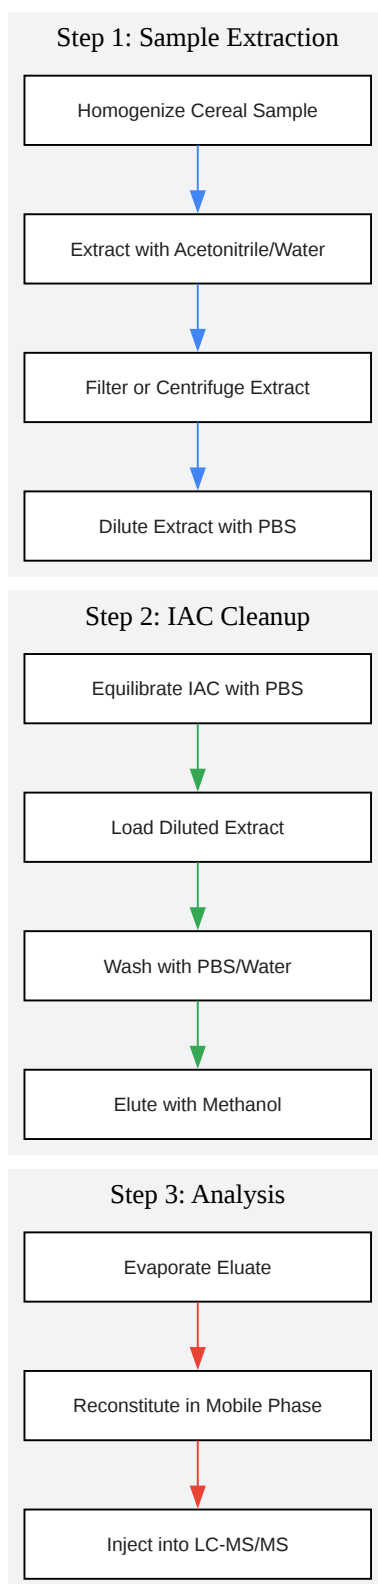 Step 1: Sample Extraction
Homogenize Cereal Sample
Extract with Acetonitrile/Water
Filter or Centrifuge Extract
Dilute Extract with PBS
Step 2: IAC Cleanup
Equilibrate IAC with PBS
Load Diluted Extract
Wash with PBS/Water
Elute with Methanol
Step 3: Analysis
Evaporate Eluate
Reconstitute in Mobile Phase
Inject into LC-MS/MS